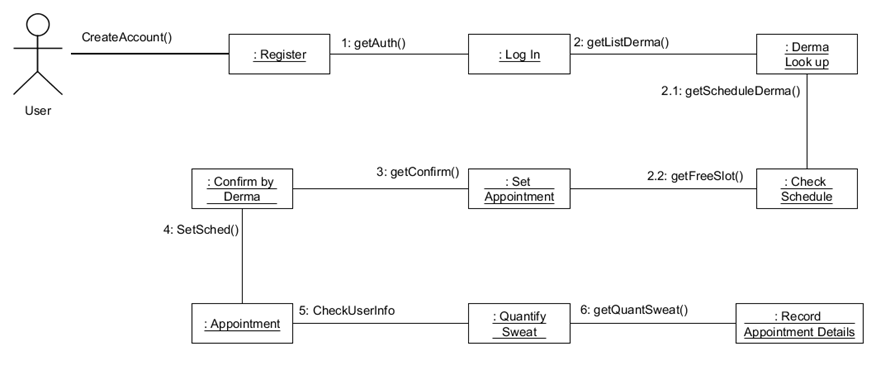 CreateAccount()
: Register
1: getAuth()
: Log In
2: getListDerma()
: Derma
Look up
User
2.1: getScheduleDerma()
: Confirm by
Derma
3: getConfirm()
: Set
Appointment
2.2: getFreeSlot()
: Check
Schedule
4: SetSched()
: Appointment
5: CheckUserInfo
: Quantify
Sweat
6: getQuantSweat()
: Record
Appointment Details